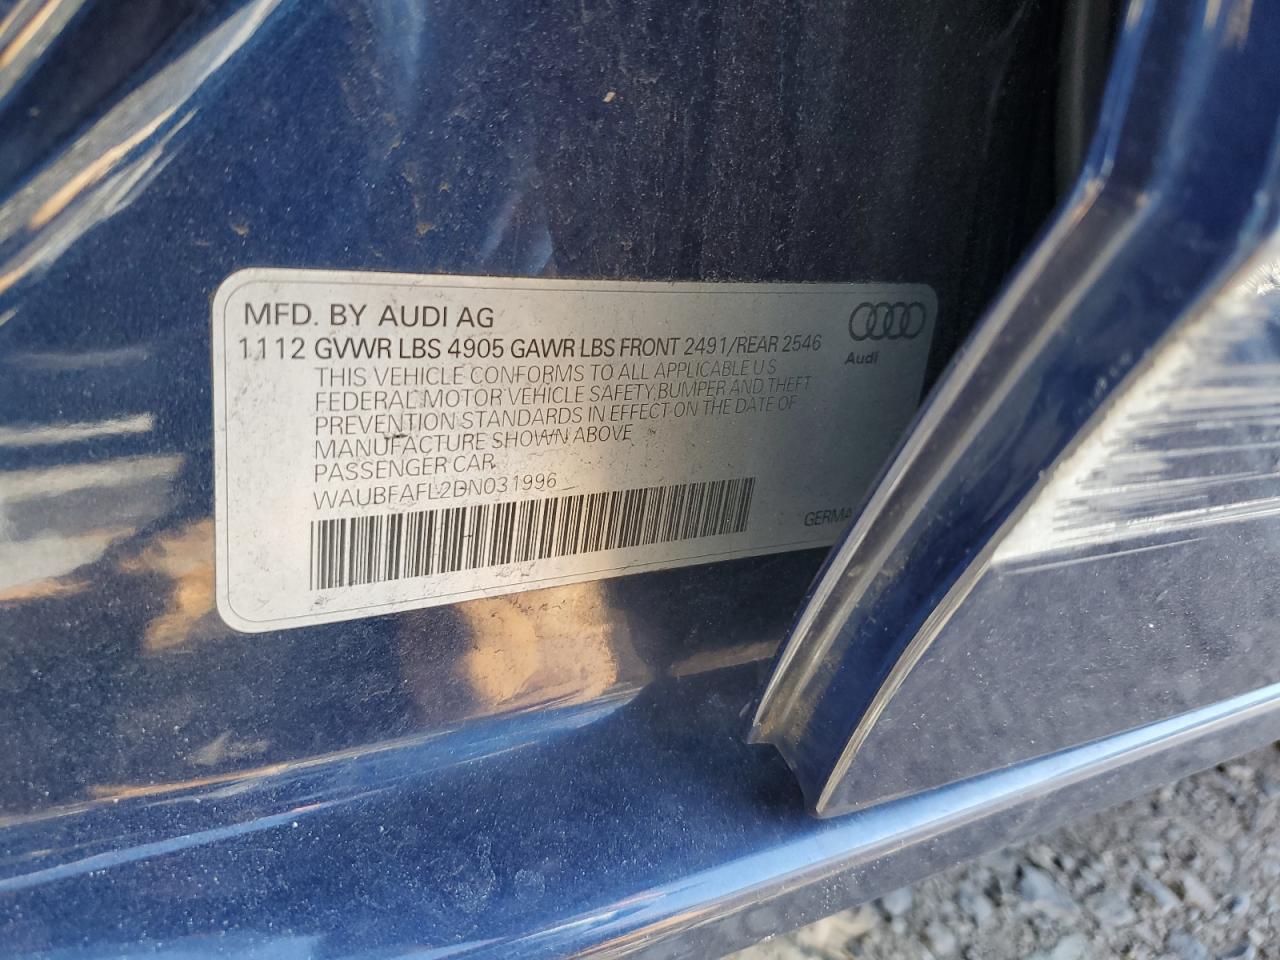 MFD. BY AUDI AG
1112 GVWR LBS 4905 GAWR LBS FRONT 2491/REAR 2546
Audi
THIS VEHICLE CONFORMS TO ALL APPLICABLE U S
FEDERAL MOTOR VEHICLE SAFETY,BUMPER AND THEFT
PREVENTION STANDARDS IN EFFECT ON THE DATE OF
MANUFACTURE SHOWN ABOVE
PASSENGER CAR
WAUBFAFL2DN031996
GERMA